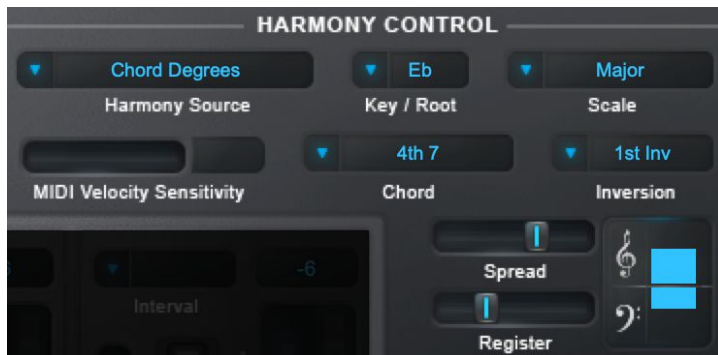 HARMONY CONTROL
Chord Degrees Eb Major
Harmony Source Key / Root Scale
4th 7 1st Inv
MIDI Velocity Sensitivity Chord Inversion
Spread
-6
Interval
Register